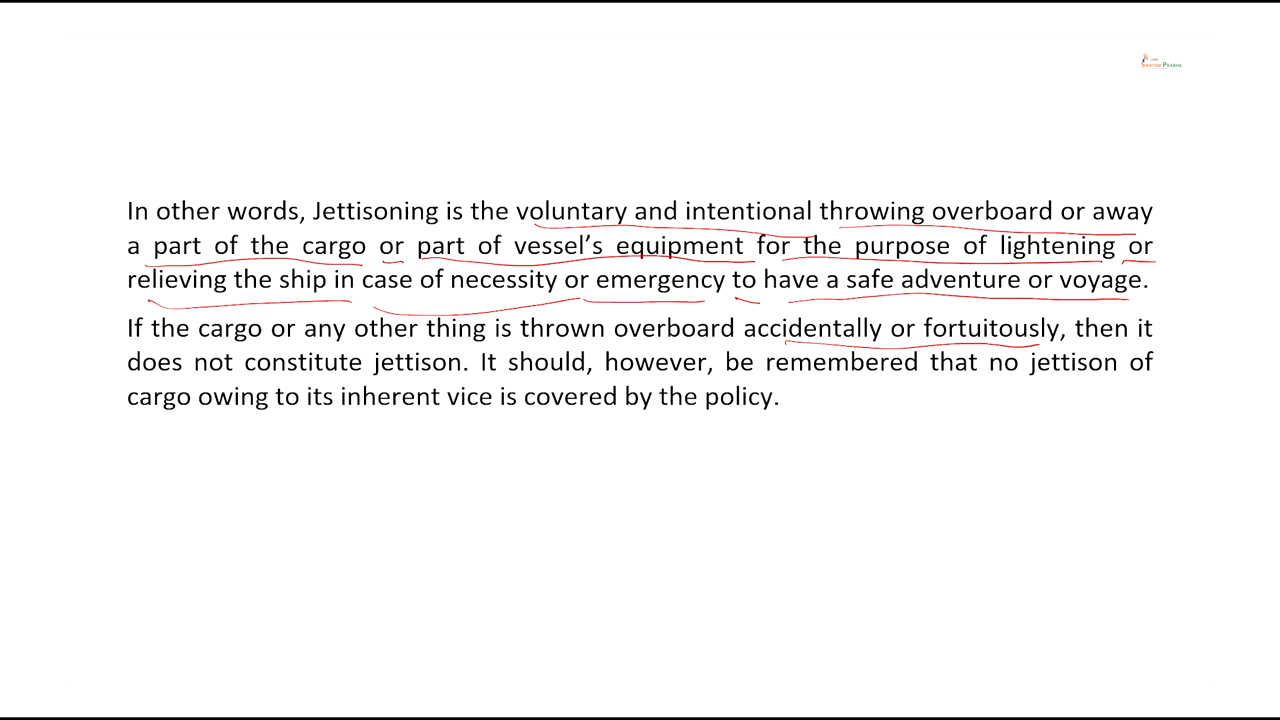 SWAYAM PRABHA
In other words, Jettisoning is the voluntary and intentional throwing overboard or away
a part of the cargo or part of vessel’s equipment for the purpose of lightening or
relieving the ship in case of necessity or emergency to have a safe adventure or voyage.
If the cargo or any other thing is thrown overboard accidentally or fortuitously, then it
does not constitute jettison. It should, however, be remembered that no jettison of
cargo owing to its inherent vice is covered by the policy.